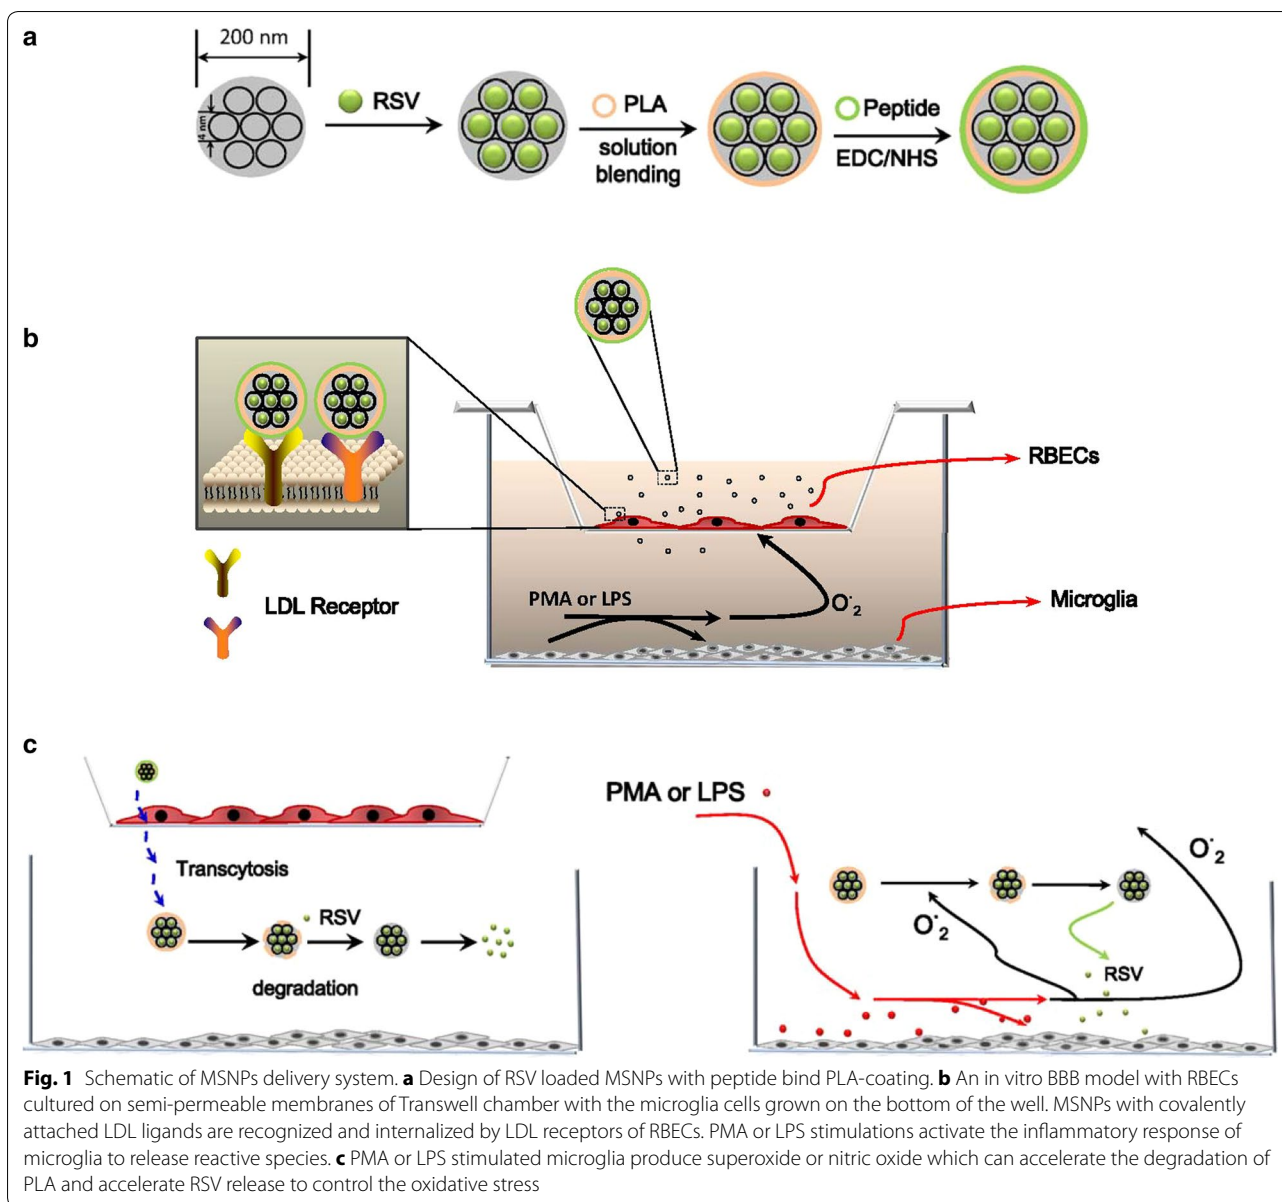 a
200 nm
4 nm
RSV
PLA
solution
blending
Peptide
EDC/NHS
b
RBECs
PMA or LPS
O·2
Microglia
LDL Receptor
c
Transcytosis
RSV
degradation
PMA or LPS
O·2
O·2
RSV
Fig. 1 Schematic of MSNPs delivery system. a Design of RSV loaded MSNPs with peptide bind PLA-coating. b An in vitro BBB model with RBECs
cultured on semi-permeable membranes of Transwell chamber with the microglia cells grown on the bottom of the well. MSNPs with covalently
attached LDL ligands are recognized and internalized by LDL receptors of RBECs. PMA or LPS stimulations activate the inflammatory response of
microglia to release reactive species. c PMA or LPS stimulated microglia produce superoxide or nitric oxide which can accelerate the degradation of
PLA and accelerate RSV release to control the oxidative stress